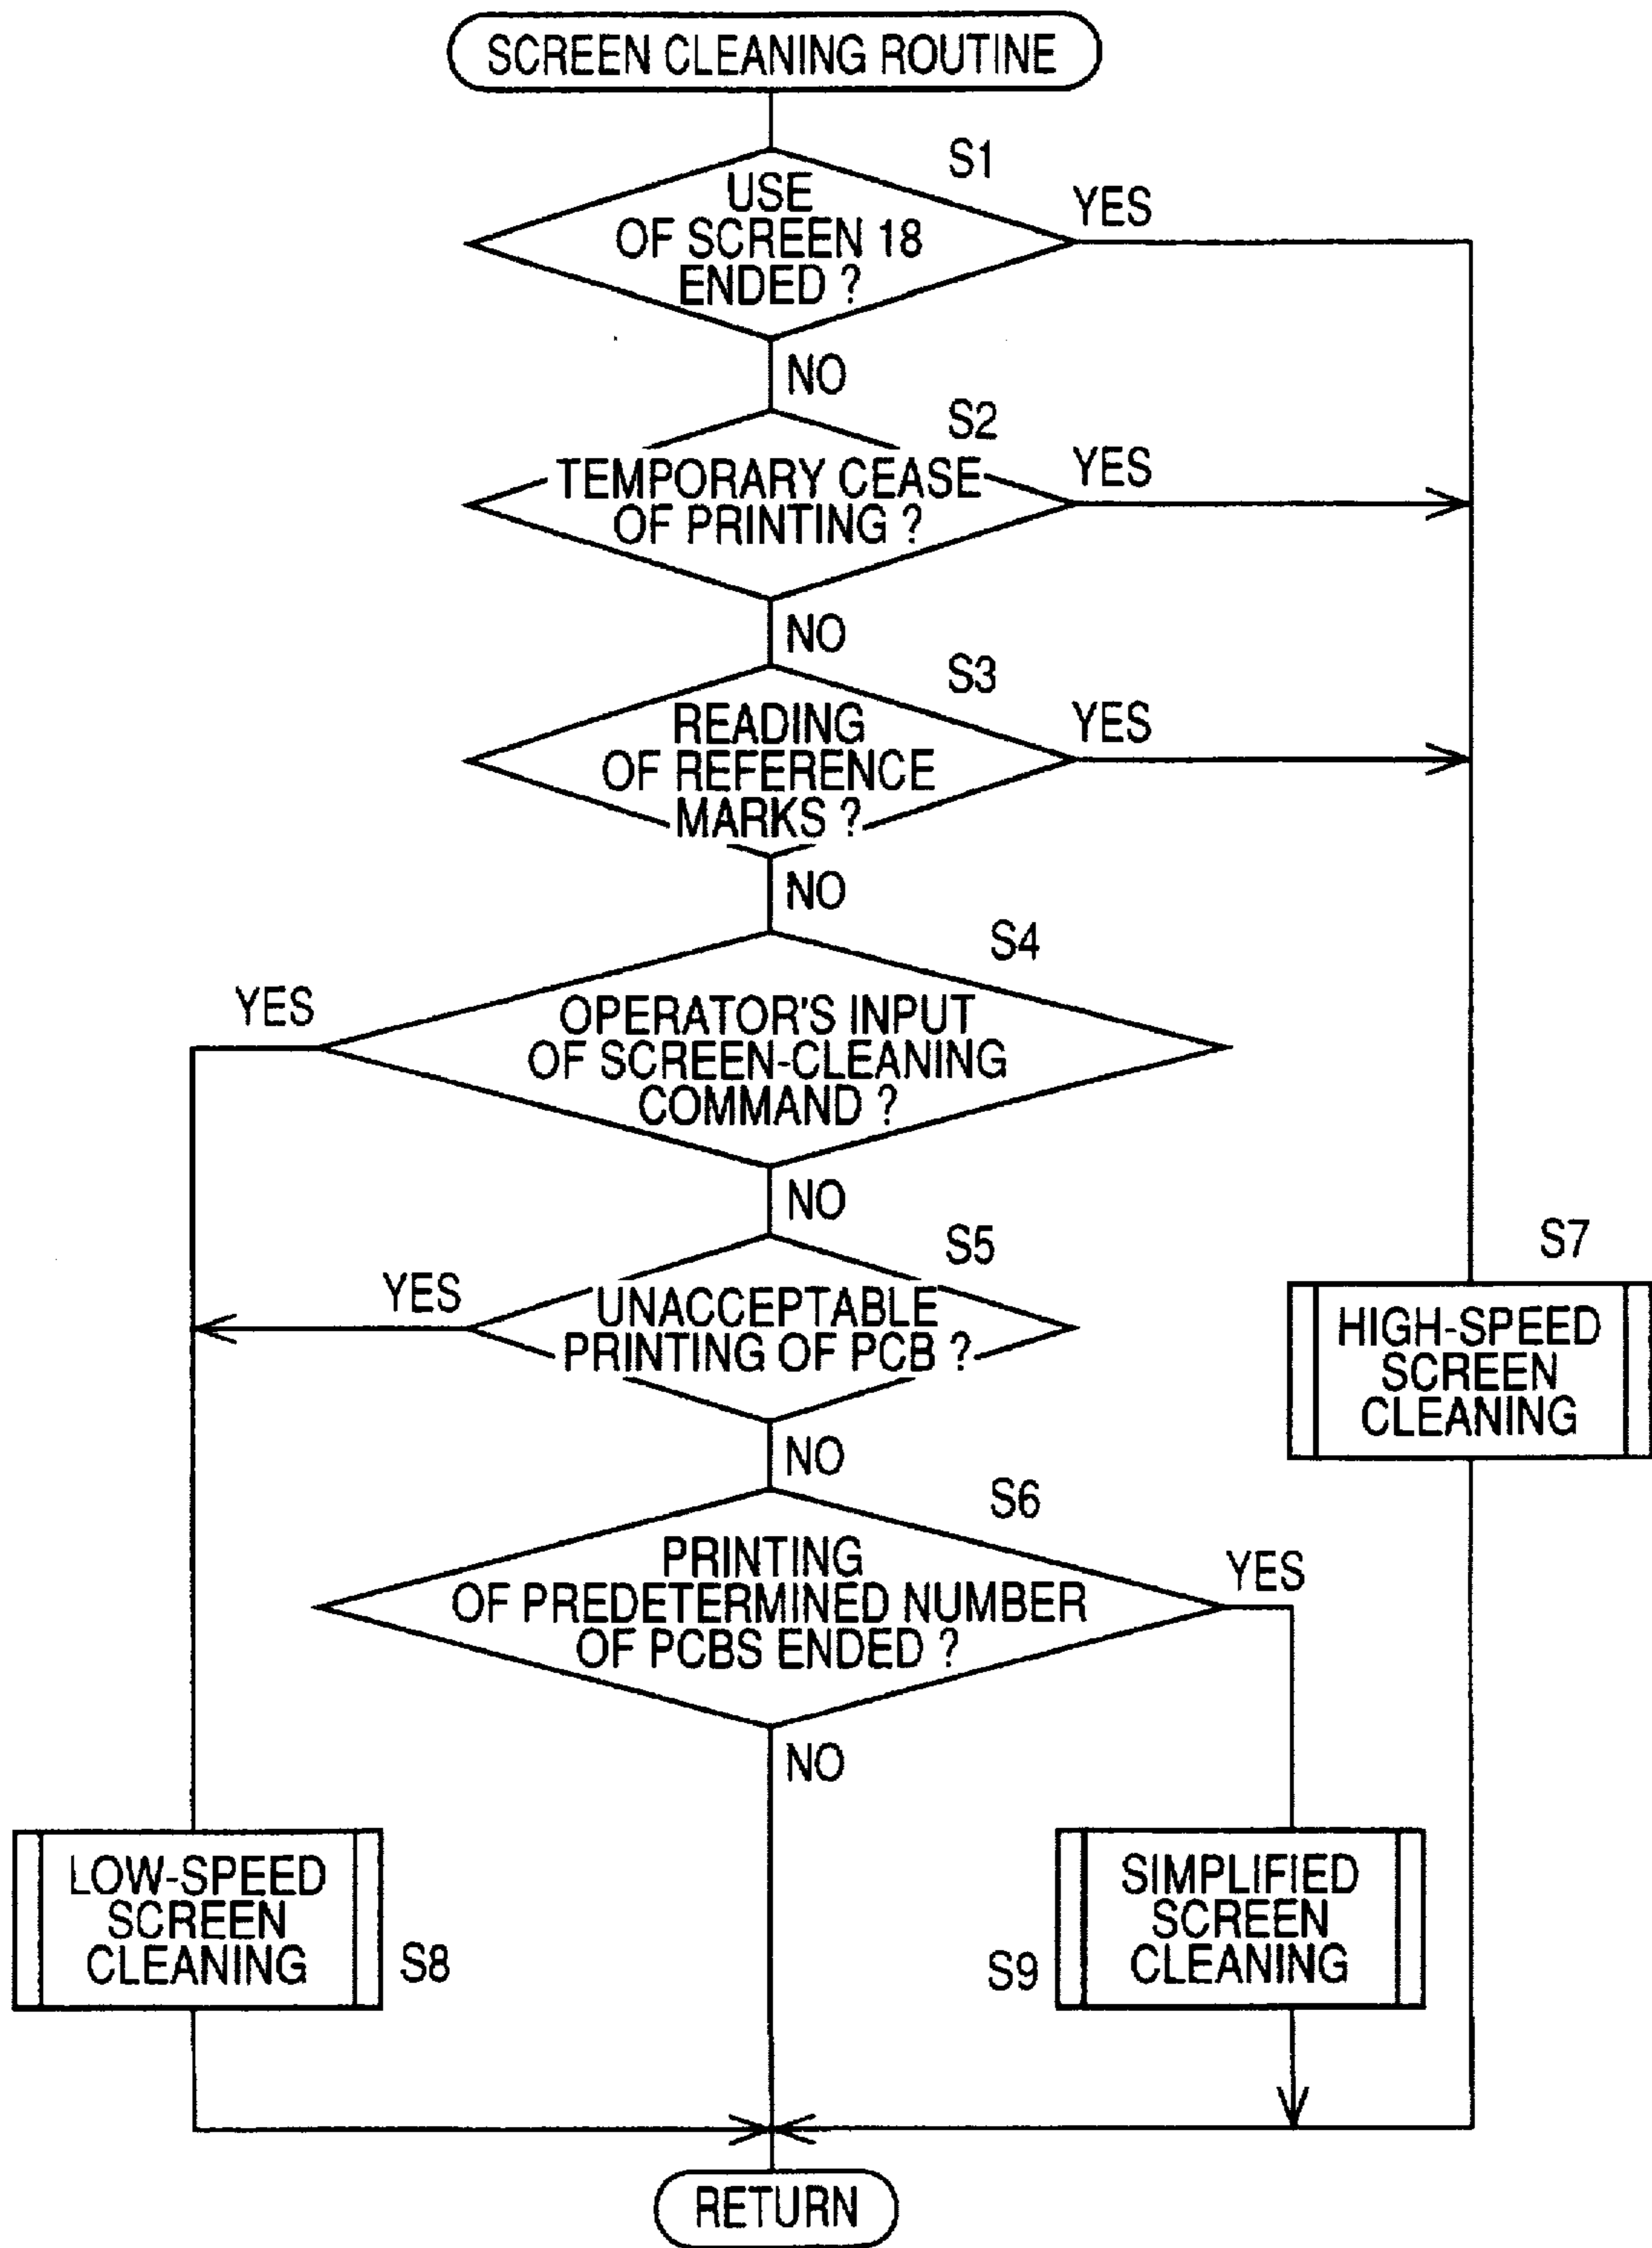 SCREEN CLEANING ROUTINE
S1
USE
OF SCREEN 18
ENDED ?
YES
NO
S2
TEMPORARY CEASE
OF PRINTING ?
YES
NO
S3
READING
OF REFERENCE
MARKS ?
YES
NO
S4
YES
OPERATOR'S INPUT
OF SCREEN-CLEANING
COMMAND ?
NO
S5
YES
UNACCEPTABLE
PRINTING OF PCB ?
NO
S7
HIGH-SPEED
SCREEN
CLEANING
S6
PRINTING
OF PREDETERMINED NUMBER
OF PCBS ENDED ?
YES
NO
LOW-SPEED
SCREEN
CLEANING
S8
SIMPLIFIED
SCREEN
CLEANING
S9
RETURN